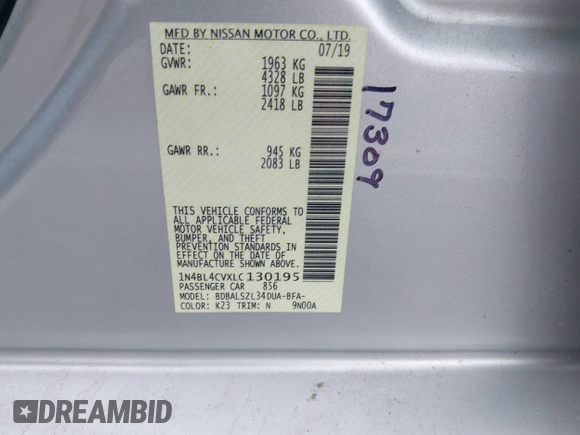 MFD BY NISSAN MOTOR CO., LTD.
DATE: 07/19
GVWR: 1963 KG
4328 LB
GAWR FR.: 1097 KG
2418 LB
GAWR RR.: 945 KG
2083 LB
THIS VEHICLE CONFORMS TO
ALL APPLICABLE FEDERAL
MOTOR VEHICLE SAFETY,
BUMPER, AND THEFT
PREVENTION STANDARDS IN
EFFECT ON THE DATE OF
MANUFACTURE SHOWN ABOVE.
1N4BL4CVXLC130195
PASSENGER CAR 856
MODEL: BDBALSZL34DUA-BFA-
COLOR: K23 TRIM: N 9N00A
17309
DREAMBID